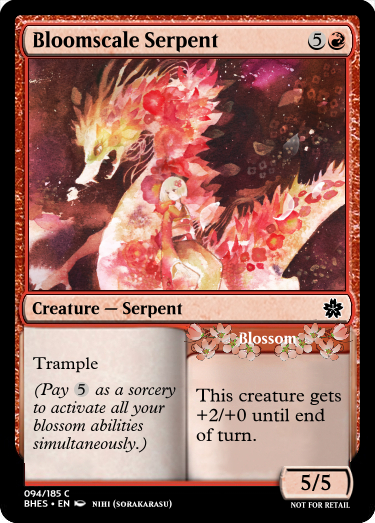 Bloomscale Serpent 5
Creature — Serpent
Blossom
Trample
(Pay 5 as a sorcery
to activate all your
blossom abilities
simultaneously.)
This creature gets
+2/+0 until end
of turn.
5/5
094/185 C
BHES • EN NIHI (SORAKARASU)
NOT FOR RETAIL